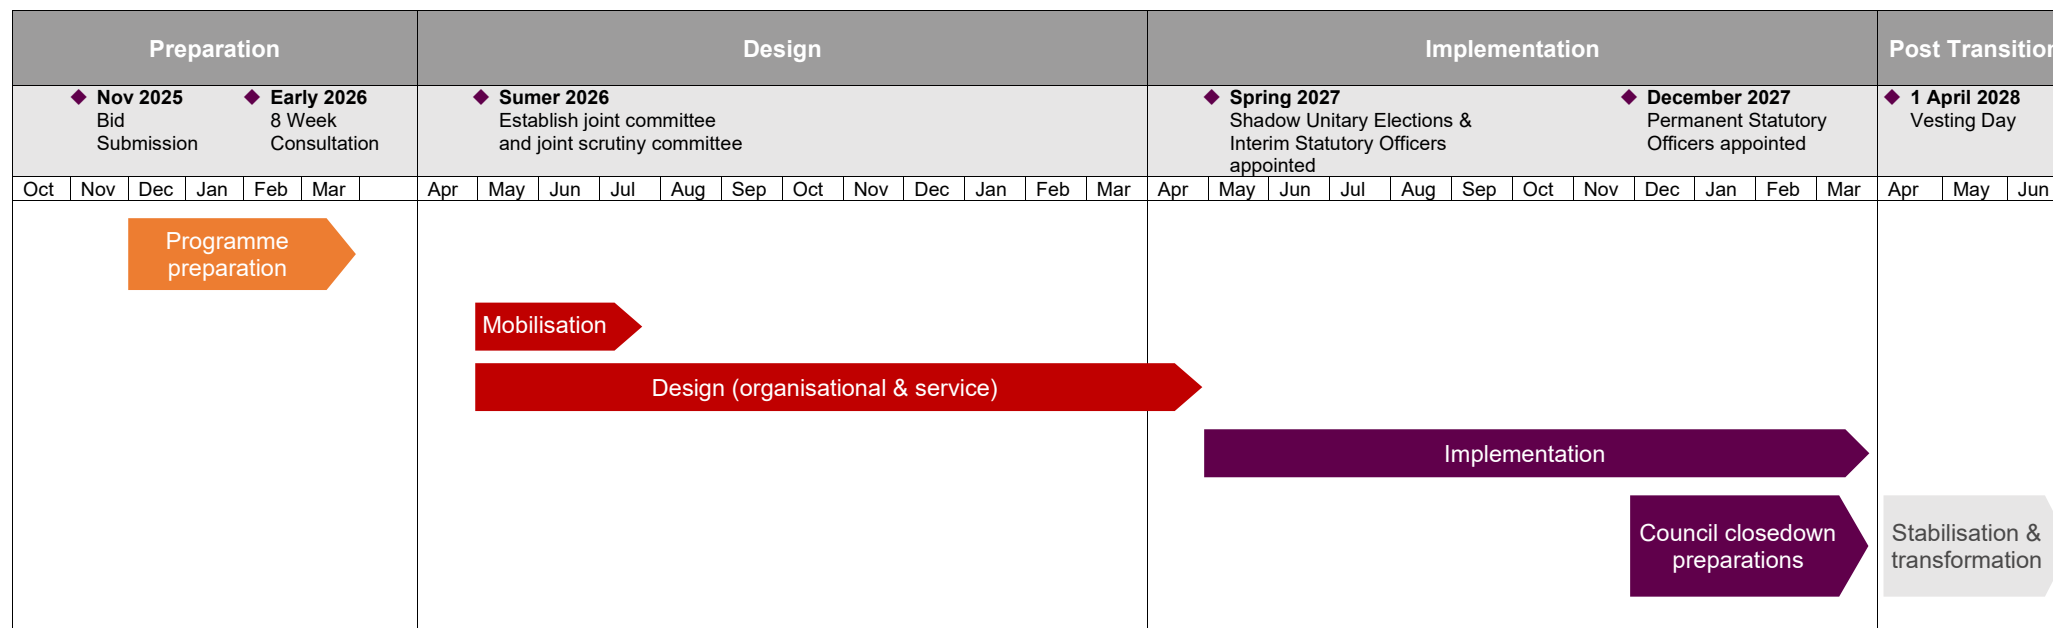 Preparation
Design
Implementation
Post Transition
Nov 2025
Bid
Submission
Early 2026
8 Week
Consultation
Sumer 2026
Establish joint committee
and joint scrutiny committee
Spring 2027
Shadow Unitary Elections &
Interim Statutory Officers
appointed
December 2027
Permanent Statutory
Officers appointed
1 April 2028
Vesting Day
Oct Nov Dec Jan Feb Mar Apr May Jun Jul Aug Sep Oct Nov Dec Jan Feb Mar Apr May Jun Jul Aug Sep Oct Nov Dec Jan Feb Mar Apr May Jun
Programme
preparation
Mobilisation
Design (organisational & service)
Implementation
Council closedown
preparations
Stabilisation &
transformation